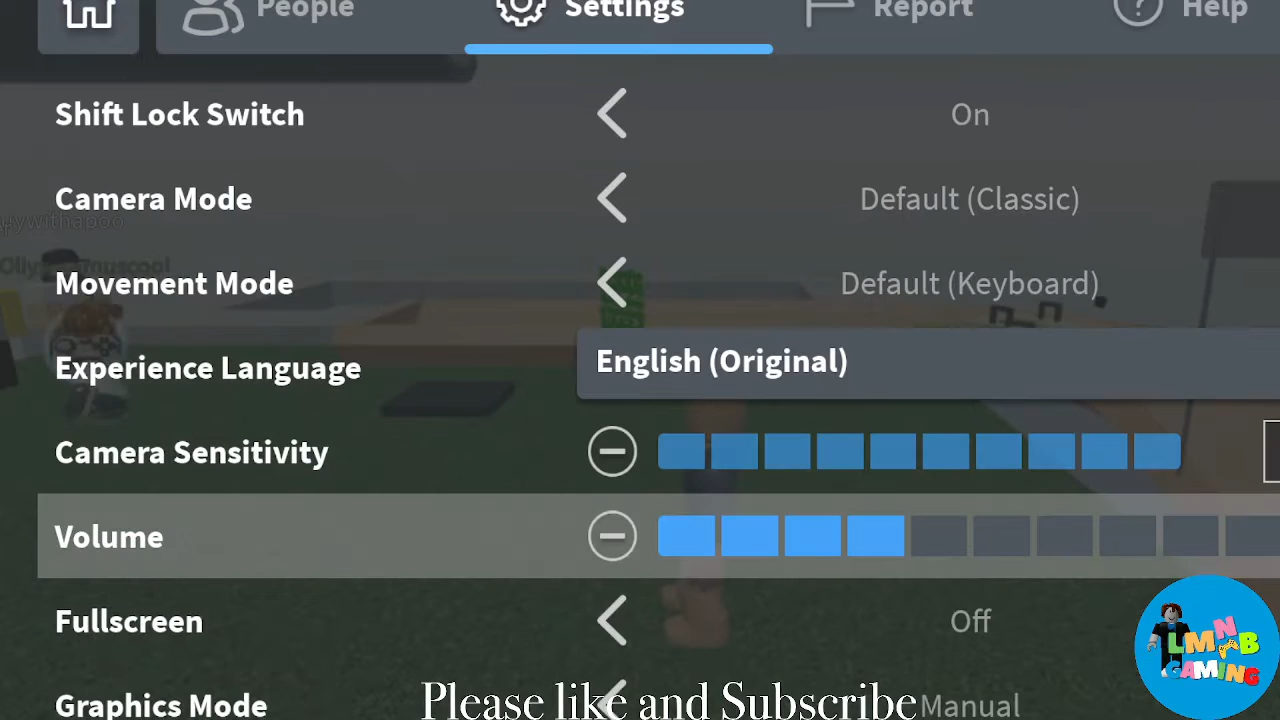 People Settings Report Help
Shift Lock Switch On
Camera Mode Default (Classic)
Movement Mode Default (Keyboard)
Experience Language English (Original)
Camera Sensitivity
Volume
Fullscreen Off
Graphics Mode Manual
Please like and Subscribe
LMNNB
GAMING